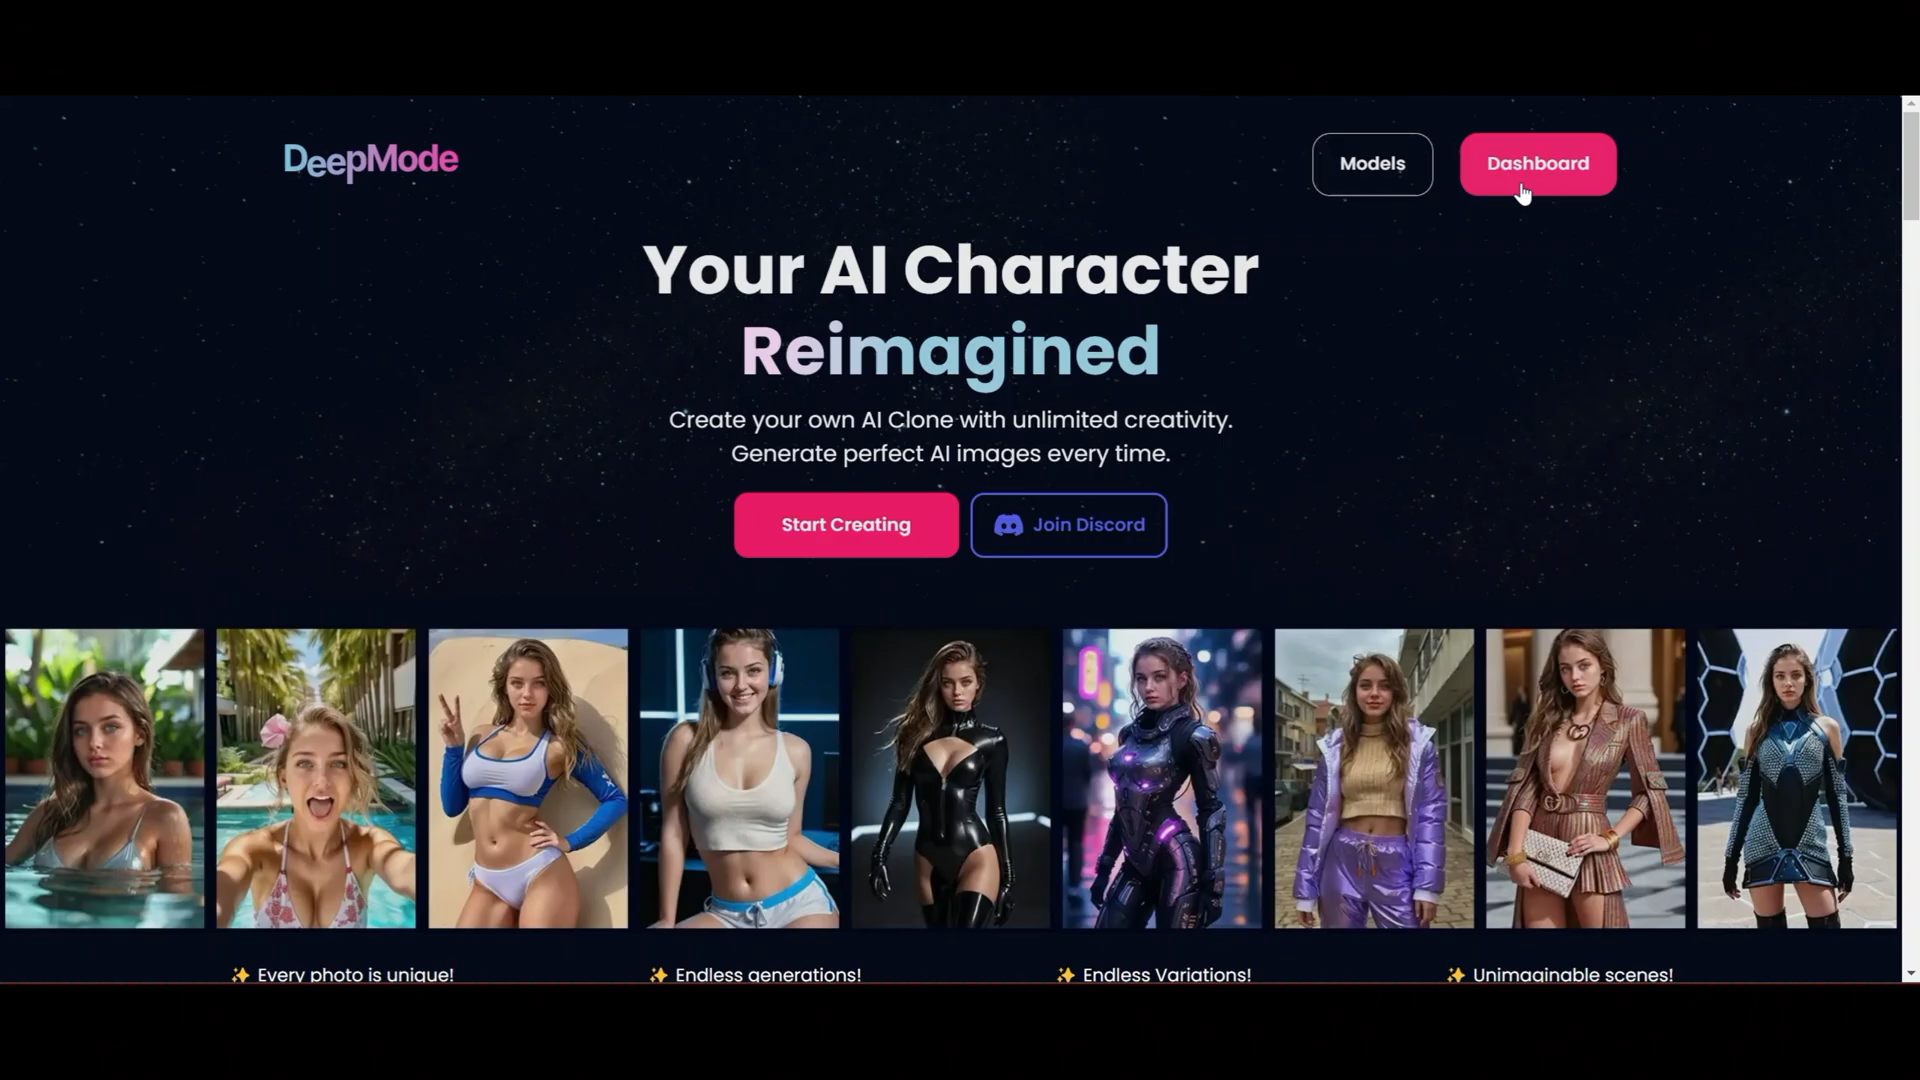 DeepMode
Models
Dashboard
Your AI Character
Reimagined
Create your own AI Clone with unlimited creativity.
Generate perfect AI images every time.
Start Creating
Join Discord
Every photo is unique!
Endless generations!
Endless Variations!
Unimaginable scenes!